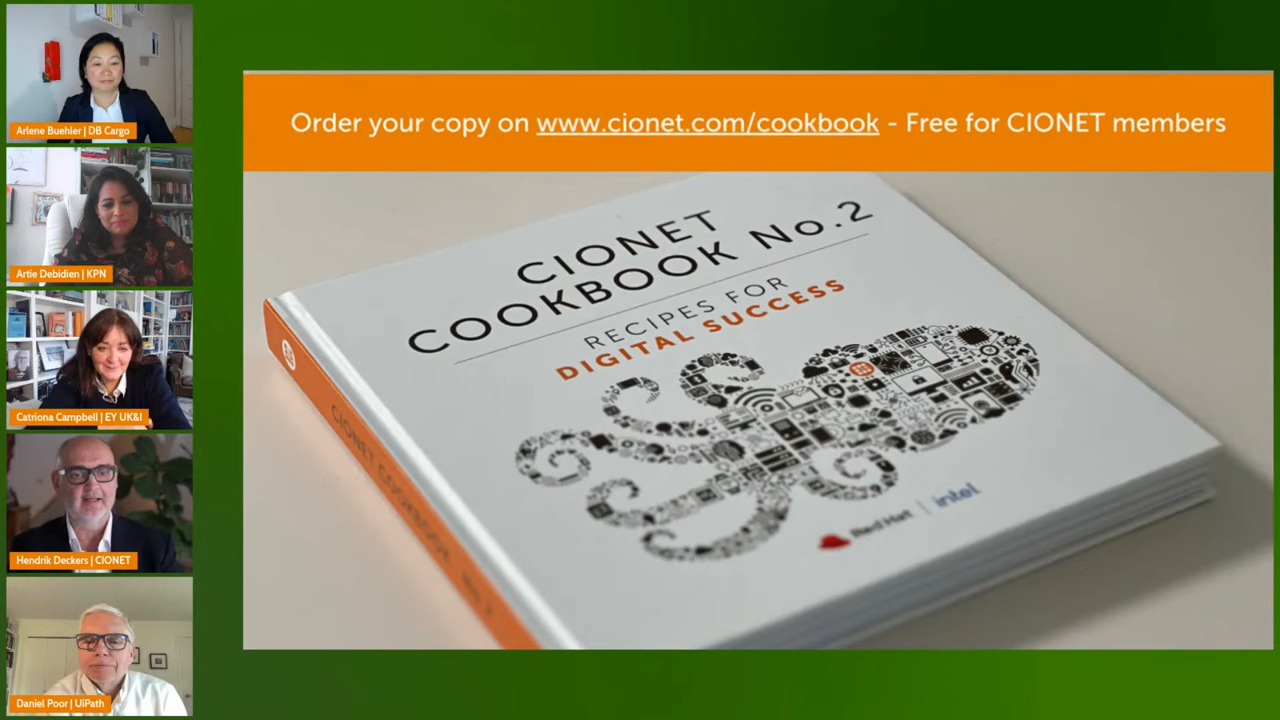 Arlene Buehler | DB Cargo
Artie Debidien | KPN
Catriona Campbell | EY UK&I
Hendrik Deckers | CIONET
Daniel Poor | UiPath
Order your copy on www.cionet.com/cookbook - Free for CIONET members
CIONET
COOKBOOK No.2
RECIPES FOR
DIGITAL SUCCESS
Red Hat | intel
CIONET COOKBOOK No.2